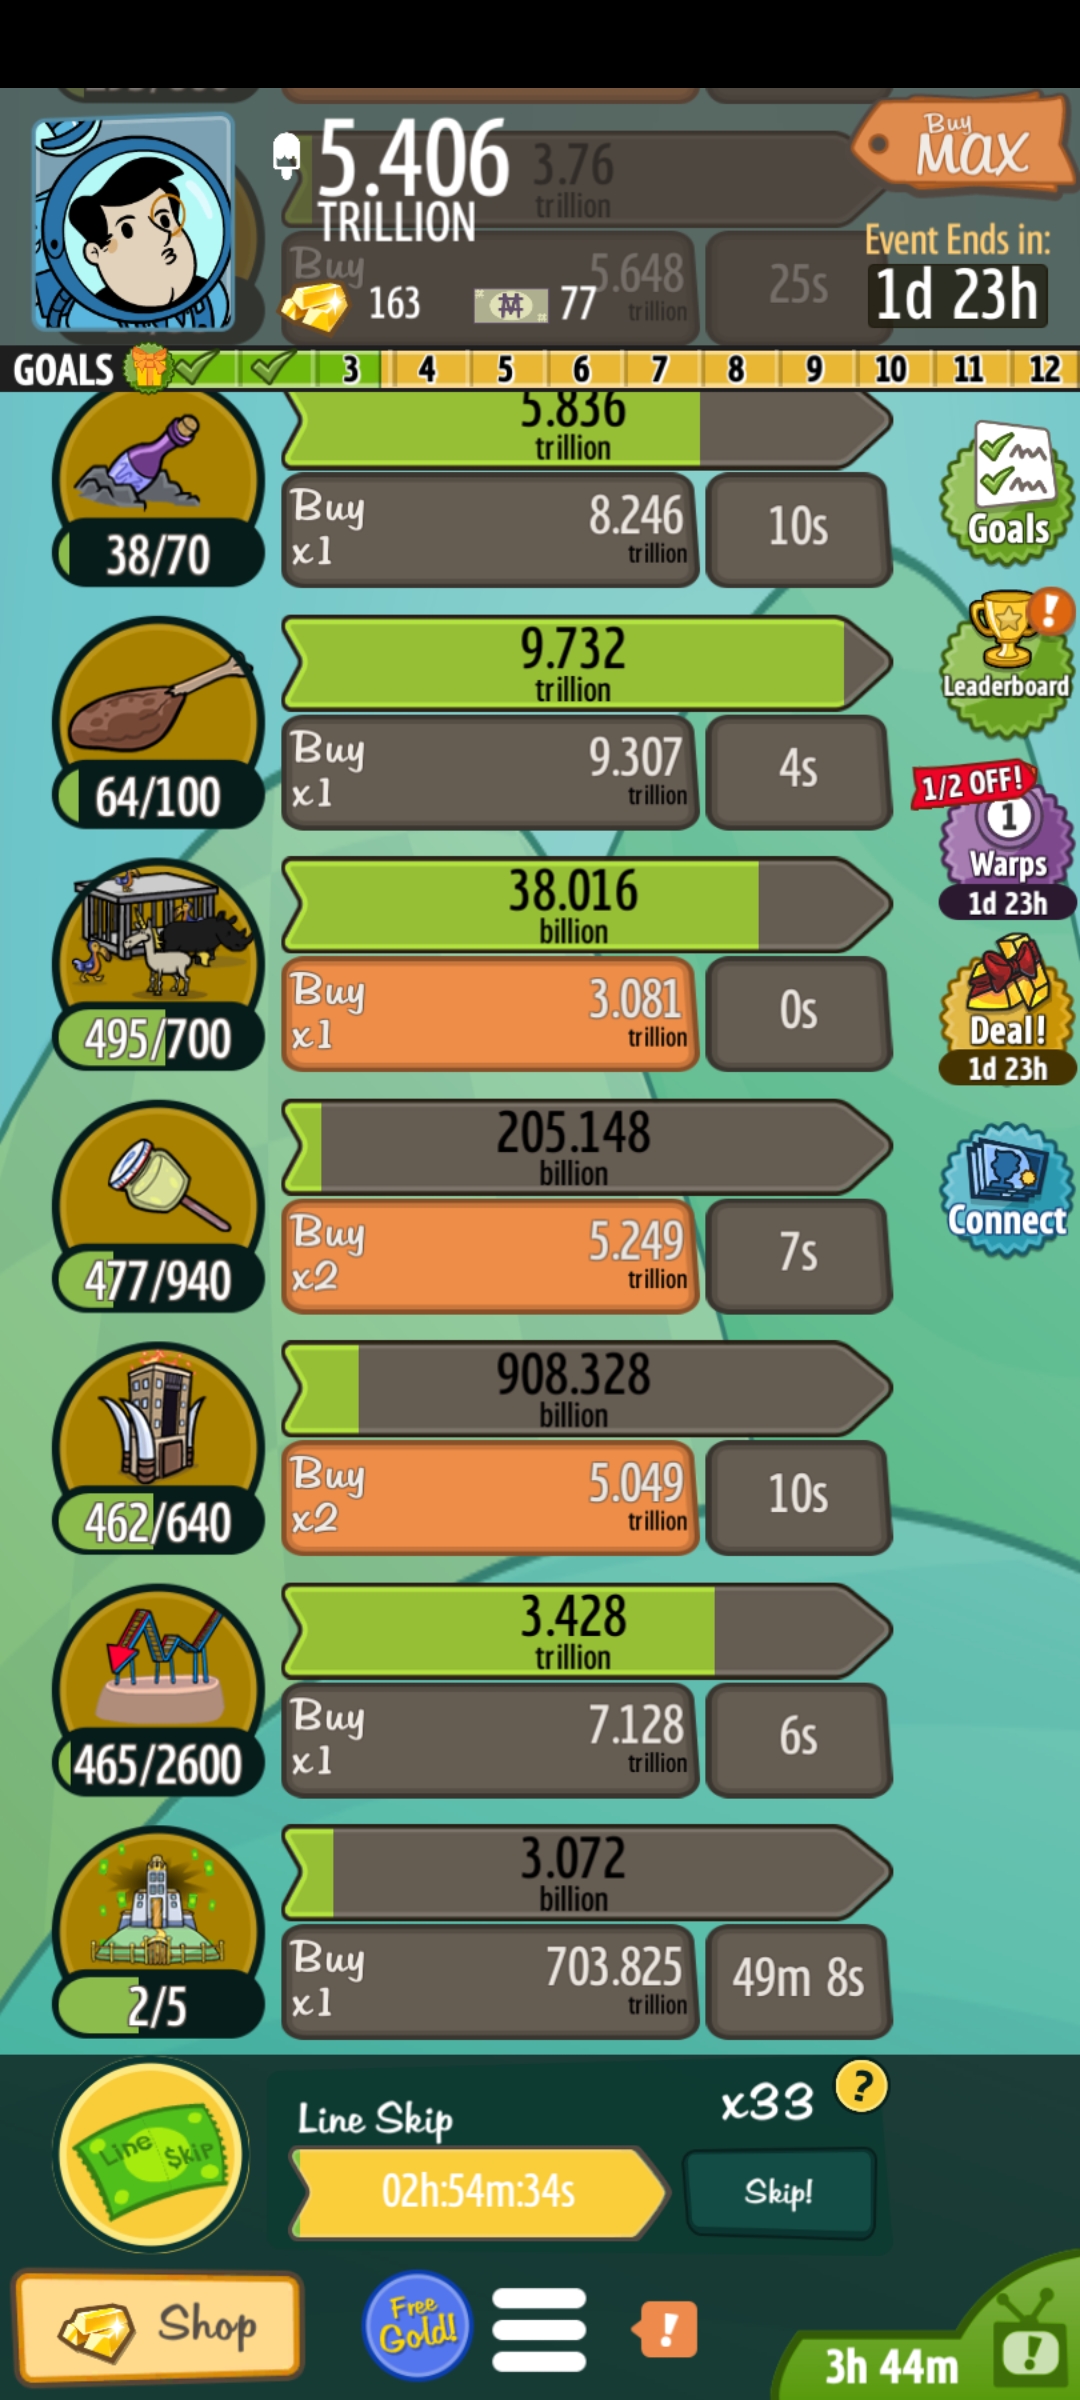 5.406
TRILLION
3.76
trillion
Buy
MAX
Buy
5.648
trillion
25s
163
77
Event Ends in:
1d 23h
GOALS
3 4 5 6 7 8 9 10 11 12
5.836
trillion
38/70
Buy
x1
8.246
trillion
10s
Goals
9.732
trillion
64/100
Buy
x1
9.307
trillion
4s
!
Leaderboard
1/2 OFF!
1
Warps
1d 23h
38.016
billion
495/700
Buy
x1
3.081
trillion
0s
Deal!
1d 23h
205.148
billion
477/940
Buy
x2
5.249
trillion
7s
Connect
908.328
billion
462/640
Buy
x2
5.049
trillion
10s
3.428
trillion
465/2600
Buy
x1
7.128
trillion
6s
3.072
billion
2/5
Buy
x1
703.825
trillion
49m 8s
Line $kip
Line Skip
x33
?
02h:54m:34s
Skip!
Shop
Free
Gold!
!
3h 44m
!